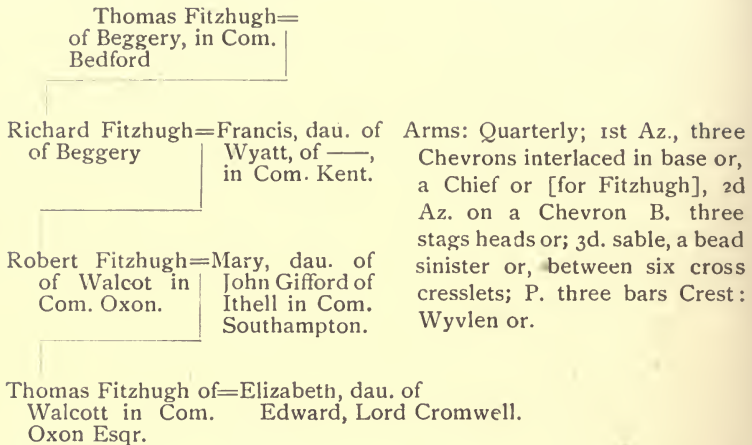 Thomas Fitzhugh=
of Beggery, in Com.
Bedford
Richard Fitzhugh=Francis, dau. of
of Beggery
Wyatt, of ——,
in Com. Kent.
Robert Fitzhugh=Mary, dau. of
of Walcot in
Com. Oxon.
John Gifford of
Ithell in Com.
Southampton.
Arms: Quarterly; 1st Az., three
Chevrons interlaced in base or,
a Chief or [for Fitzhugh], 2d
Az. on a Chevron B. three
stags heads or; 3d. sable, a bead
sinister or, between six cross
cresslets; P. three bars Crest:
Wyvlen or.
Thomas Fitzhugh of=Elizabeth, dau. of
Walcott in Com.
Oxon Esqr.
Edward, Lord Cromwell.